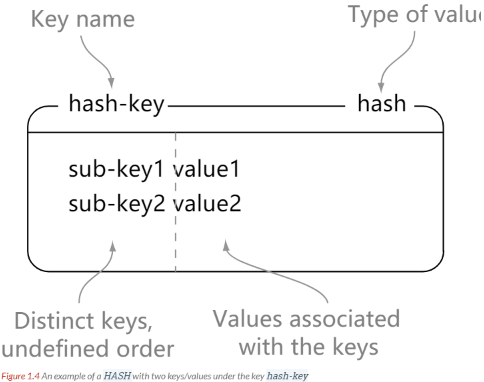 Key name
Type of value
hash-key
hash
sub-key1 value1
sub-key2 value2
Distinct keys,
undefined order
Values associated
with the keys
Figure 1.4 An example of a HASH with two keys/values under the key hash-key